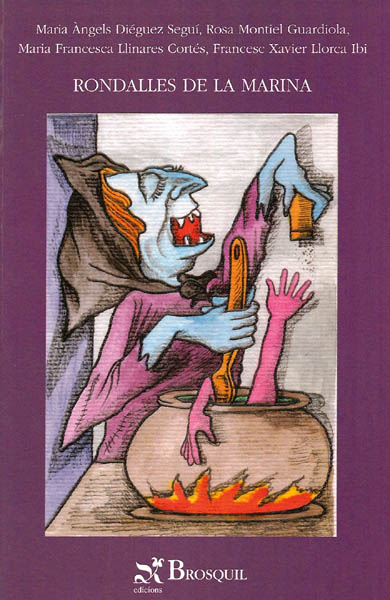 Maria Àngels Diéguez Seguí, Rosa Montiel Guardiola,
Maria Francesca Llinares Cortés, Francesc Xavier Llorca Ibi
RONDALLES DE LA MARINA
BROSQUIL
edicions